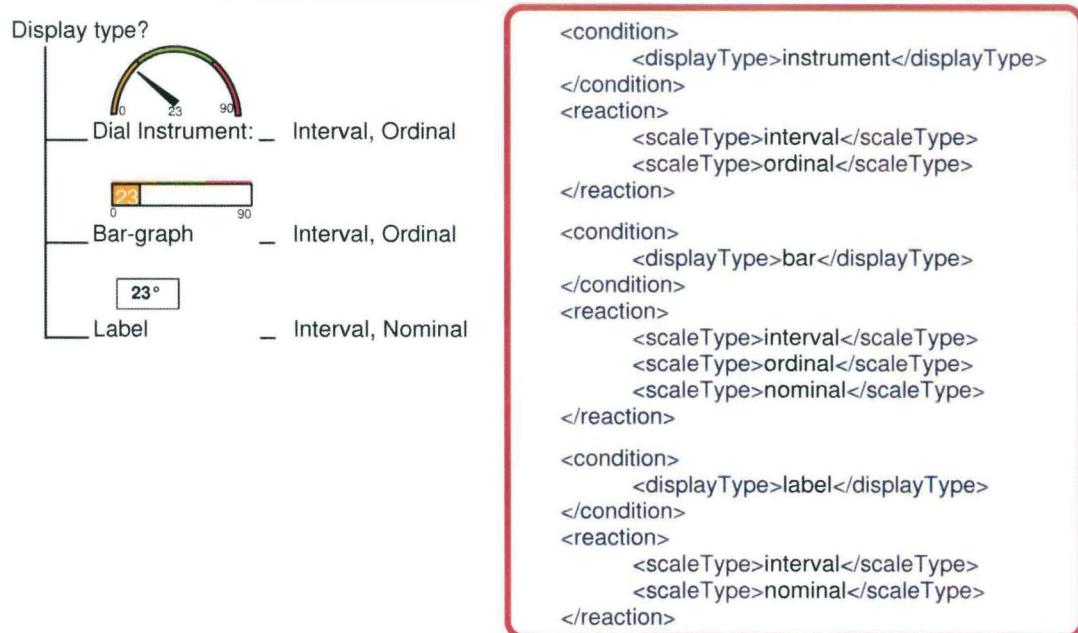 Display type?
0 23 90
Dial Instrument: _ Interval, Ordinal
23
0 90
Bar-graph _ Interval, Ordinal
23°
Label _ Interval, Nominal
<condition>
<displayType>instrument</displayType>
</condition>
<reaction>
<scaleType>interval</scaleType>
<scaleType>ordinal</scaleType>
</reaction>
<condition>
<displayType>bar</displayType>
</condition>
<reaction>
<scaleType>interval</scaleType>
<scaleType>ordinal</scaleType>
<scaleType>nominal</scaleType>
</reaction>
<condition>
<displayType>label</displayType>
</condition>
<reaction>
<scaleType>interval</scaleType>
<scaleType>nominal</scaleType>
</reaction>